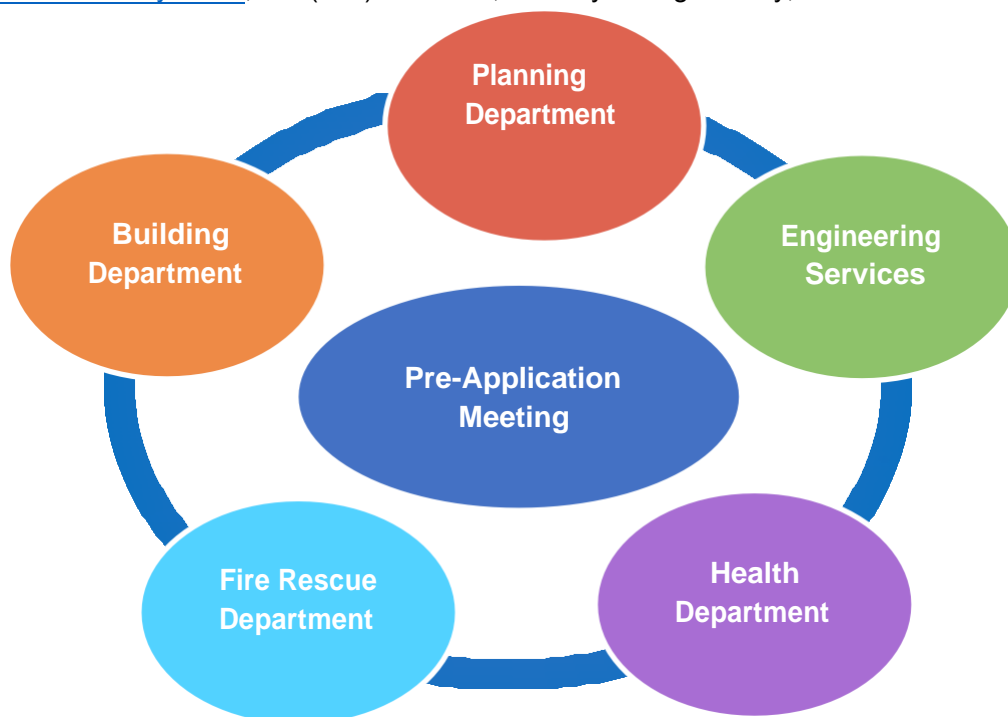 Planning
Department
Building
Department
Engineering
Services
Pre-Application
Meeting
Fire Rescue
Department
Health
Department